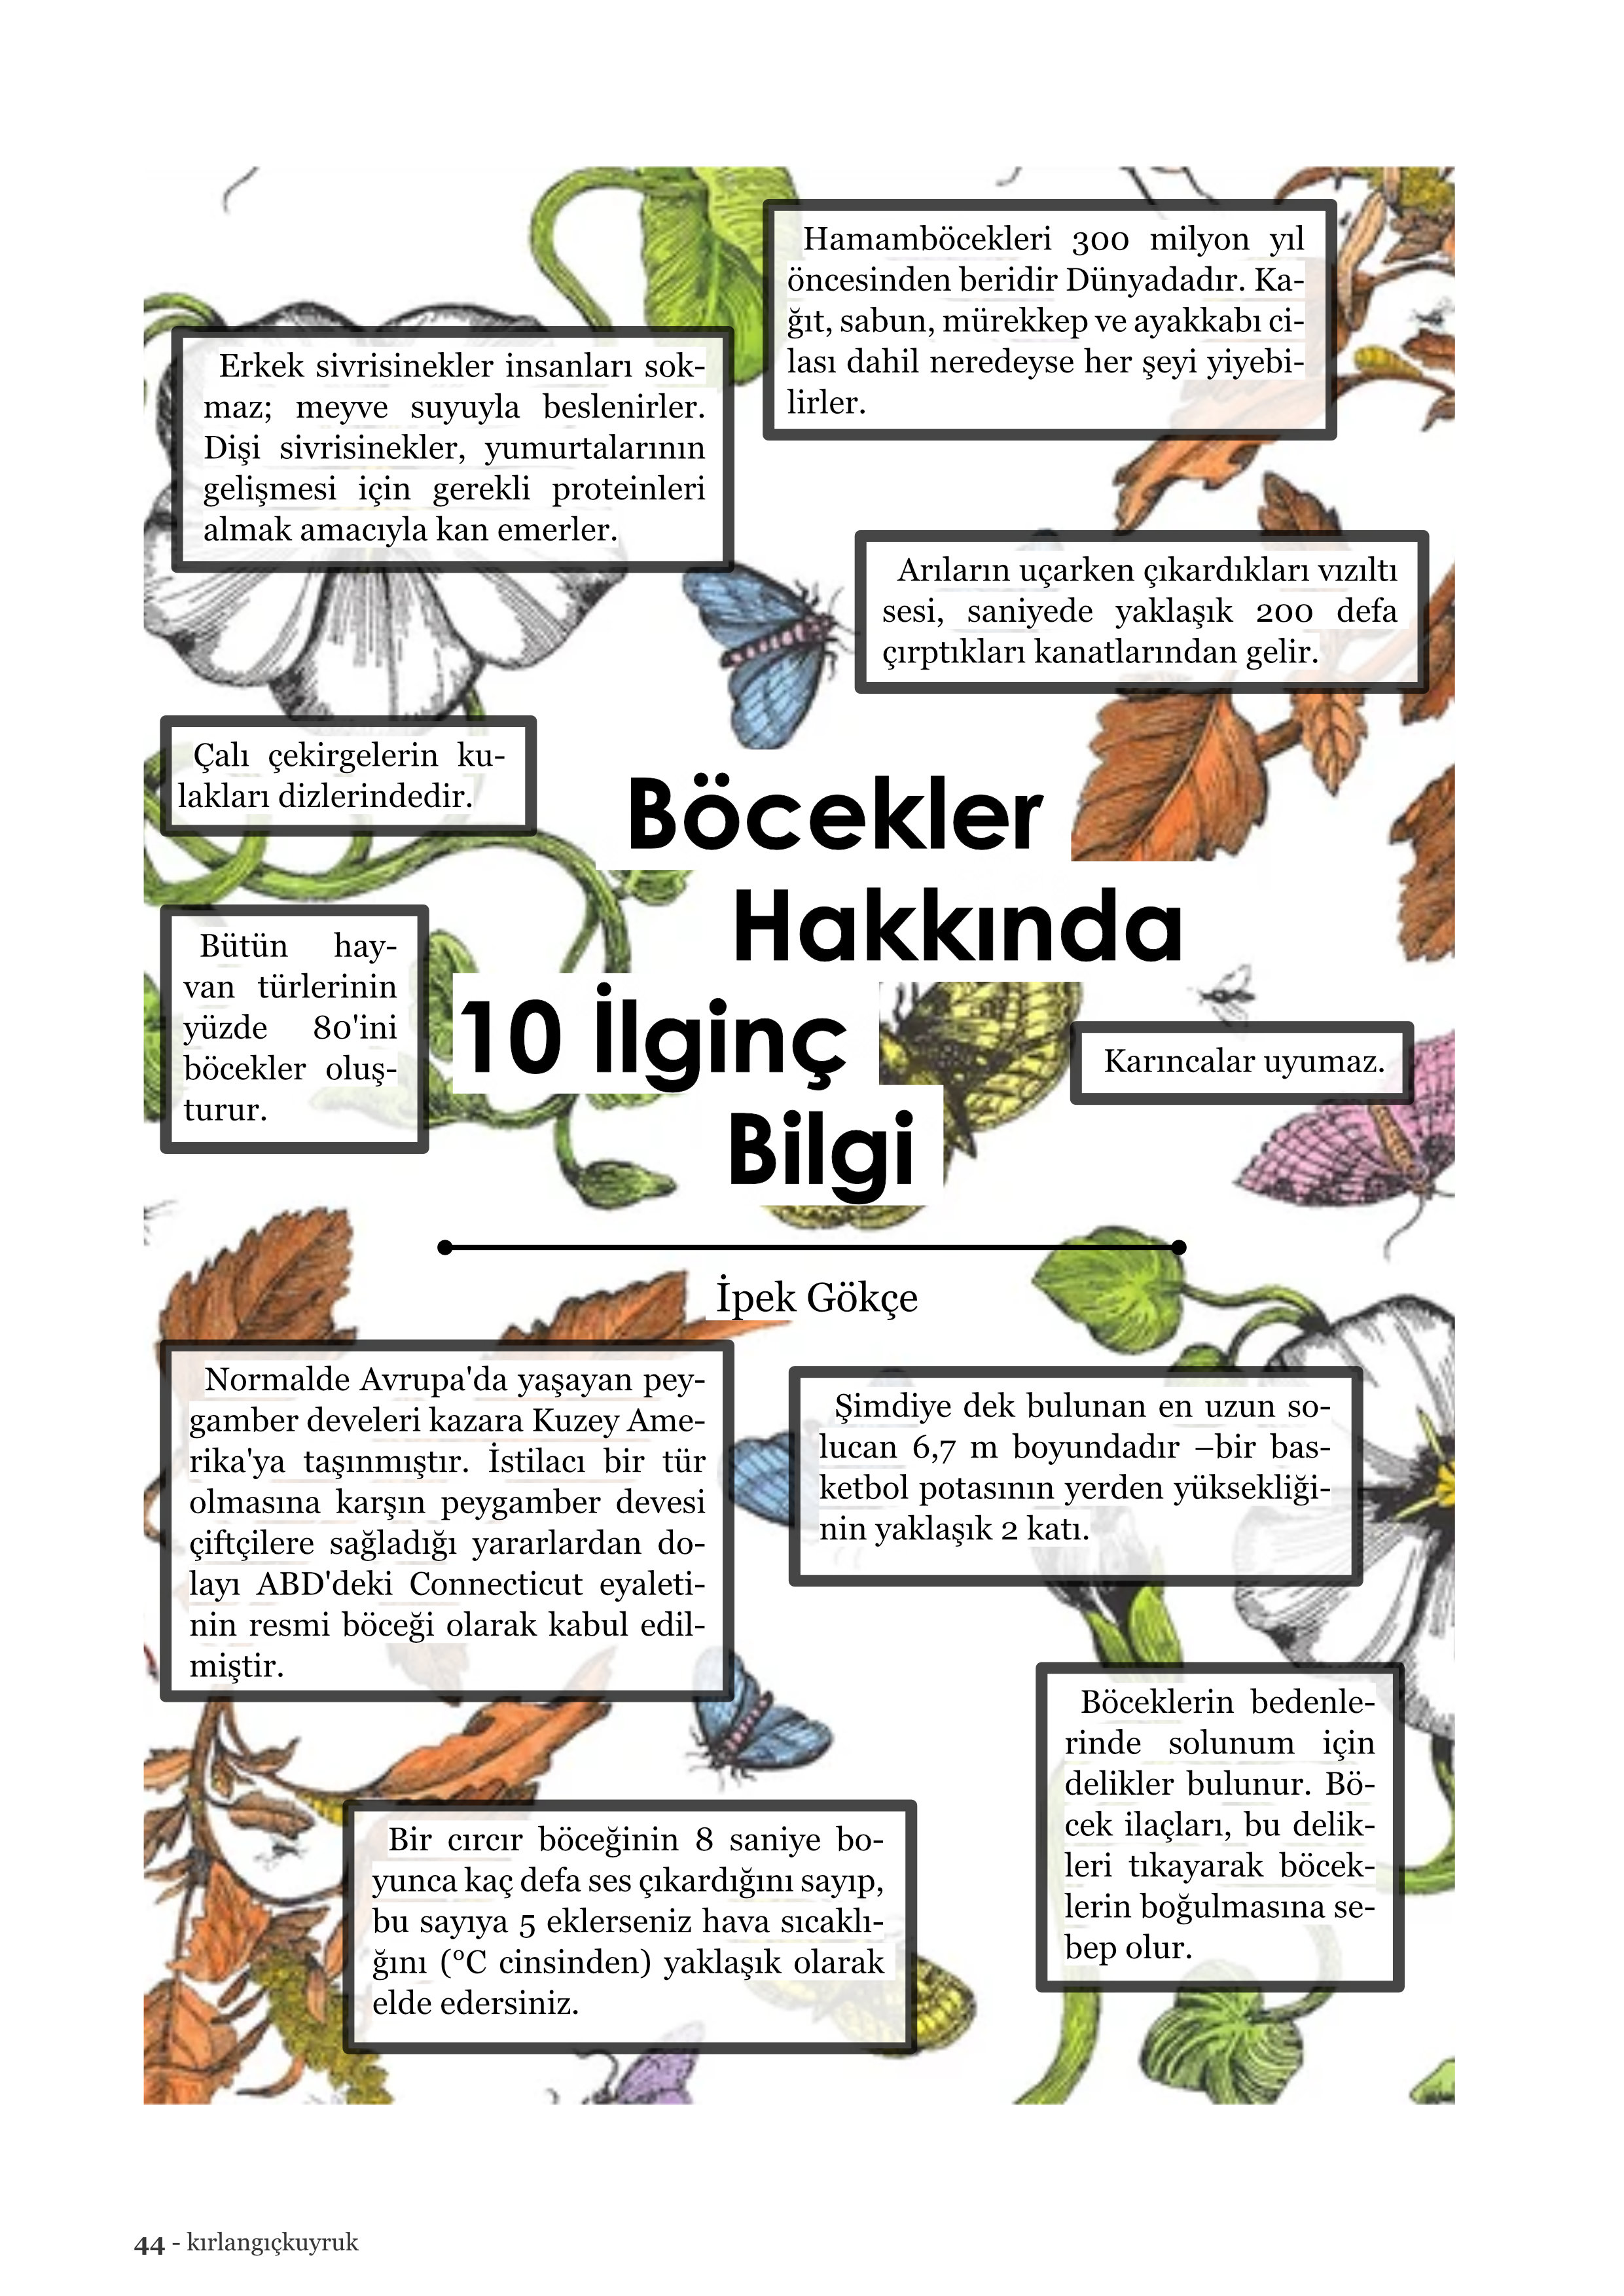 Hamamböcekleri 300 milyon yıl
öncesinden beridir Dünyadadır. Ka-
ğıt, sabun, mürekkep ve ayakkabı ci-
lası dahil neredeyse her şeyi yiyebi-
lirler.
Erkek sivrisinekler insanları sok-
maz; meyve suyuyla beslenirler.
Dişi sivrisinekler, yumurtalarının
gelişmesi için gerekli proteinleri
almak amacıyla kan emerler.
Arıların uçarken çıkardıkları vızıltı
sesi, saniyede yaklaşık 200 defa
çırptıkları kanatlarından gelir.
Çalı çekirgelerin ku-
lakları dizlerindedir.
Böcekler
Hakkında
10 İlginç
Bilgi
Bütün hay-
van türlerinin
yüzde 80'ini
böcekler oluş-
turur.
Karıncalar uyumaz.
İpek Gökçe
Normalde Avrupa'da yaşayan pey-
gamber develeri kazara Kuzey Ame-
rika'ya taşınmıştır. İstilacı bir tür
olmasına karşın peygamber devesi
çiftçilere sağladığı yararlardan do-
layı ABD'deki Connecticut eyaleti-
nin resmi böceği olarak kabul edil-
miştir.
Şimdiye dek bulunan en uzun so-
lucan 6,7 m boyundadır –bir bas-
ketbol potasının yerden yüksekliği-
nin yaklaşık 2 katı.
Böceklerin bedenle-
rinde solunum için
delikler bulunur. Bö-
cek ilaçları, bu delik-
leri tıkayarak böcek-
lerin boğulmasına se-
bep olur.
Bir cırcır böceğinin 8 saniye bo-
yunca kaç defa ses çıkardığını sayıp,
bu sayıya 5 eklerseniz hava sıcaklı-
ğını (°C cinsinden) yaklaşık olarak
elde edersiniz.
44 - kırlangıçkuyruk